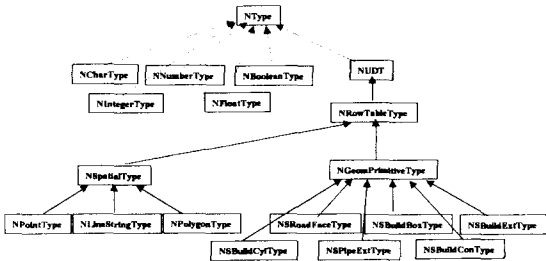 NType
NCharType
NNumberType
NBooleanType
NUDT
NIntegerType
NFloatType
NRowTableType
NSpatialType
NGeomPrimitiveType
NPointType
NLineStringType
NPolygonType
NSRoadFaceType
NSBuildBoxType
NSBuildExtType
NSBuildCylType
NSPipeExtType
NSBuildConType